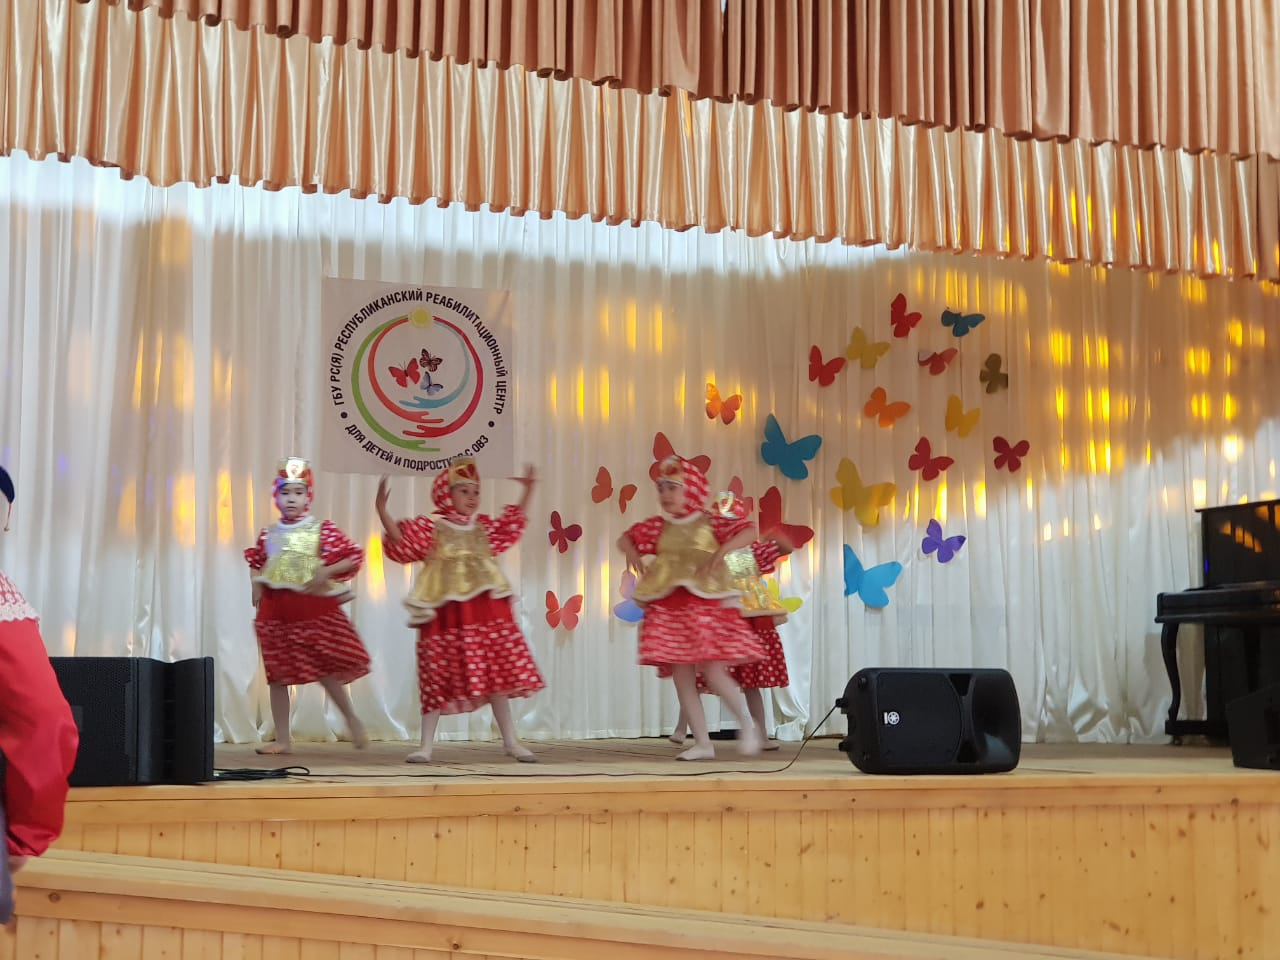 ГБУ РС(Я) РЕСПУБЛИКАНСКИЙ РЕАБИЛИТАЦИОННЫЙ ЦЕНТР
ДЛЯ ДЕТЕЙ И ПОДРОСТКОВ С ОВЗ